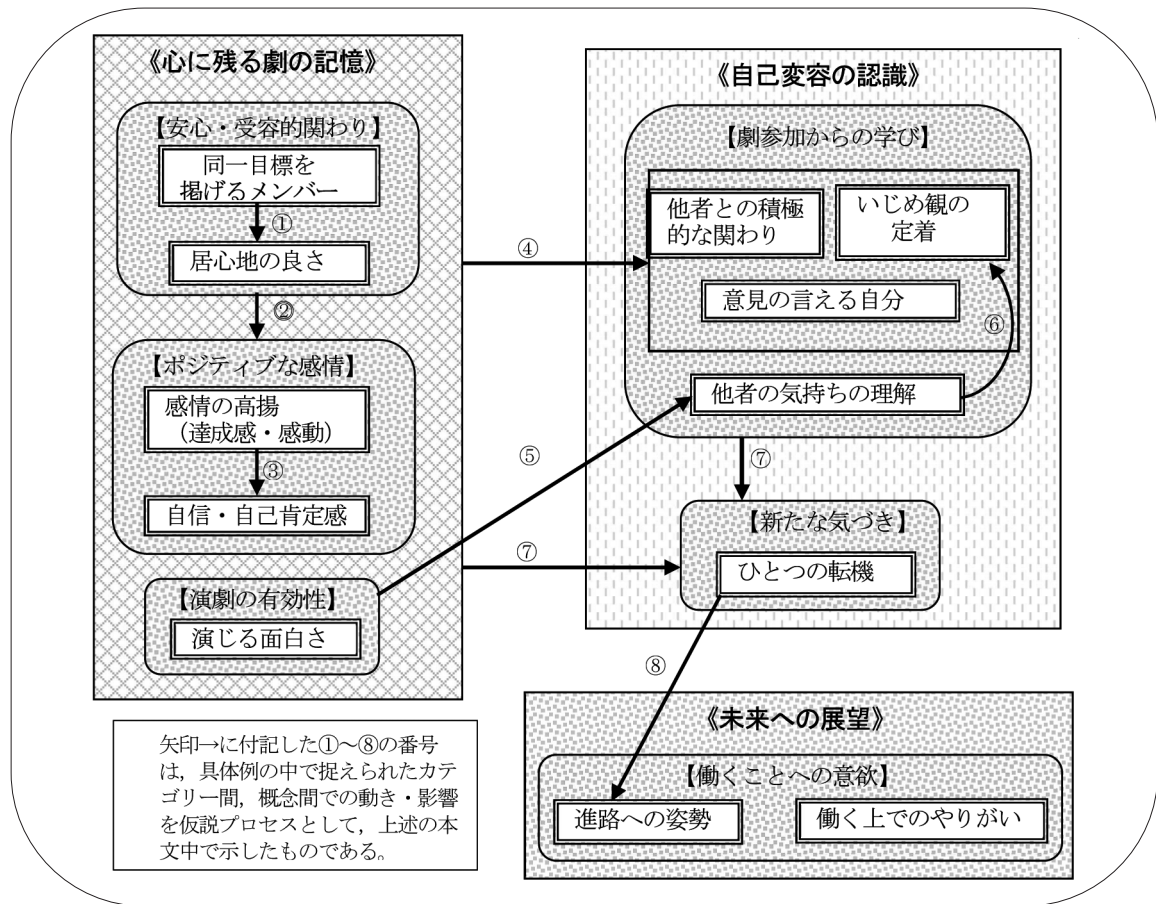 《心に残る劇の記憶》
【安心・受容的関わり】
同一目標を
掲げるメンバー
①
居心地の良さ
②
【ポジティブな感情】
感情の高揚
（達成感・感動）
③
自信・自己肯定感
【演劇の有効性】
演じる面白さ
④
⑤
⑦
《自己変容の認識》
【劇参加からの学び】
他者との積極
的な関わり
いじめ観の
定着
意見の言える自分
⑥
他者の気持ちの理解
⑦
【新たな気づき】
ひとつの転機
⑧
《未来への展望》
【働くことへの意欲】
進路への姿勢
働く上でのやりがい
矢印→に付記した①～⑧の番号
は，具体例の中で捉えられたカテ
ゴリー間，概念間での動き・影響
を仮説プロセスとして，上述の本
文中で示したものである。